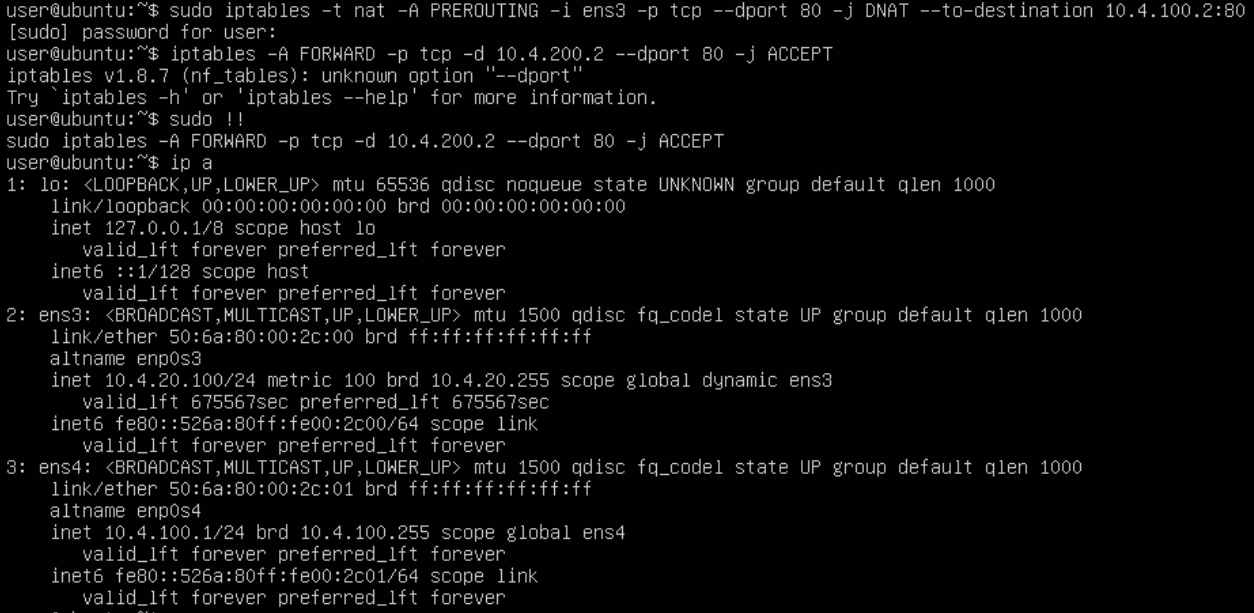 user@ubuntu:~$ sudo iptables -t nat -A PREROUTING -i ens3 -p tcp --dport 80 -j DNAT --to-destination 10.4.100.2:80
[sudo] password for user:
user@ubuntu:~$ iptables -A FORWARD -p tcp -d 10.4.200.2 --dport 80 -j ACCEPT
iptables v1.8.7 (nf_tables): unknown option "--dport"
Try `iptables -h' or 'iptables --help' for more information.
user@ubuntu:~$ sudo !!
sudo iptables -A FORWARD -p tcp -d 10.4.200.2 --dport 80 -j ACCEPT
user@ubuntu:~$ ip a
1: lo: <LOOPBACK,UP,LOWER_UP> mtu 65536 qdisc noqueue state UNKNOWN group default qlen 1000
    link/loopback 00:00:00:00:00:00 brd 00:00:00:00:00:00
    inet 127.0.0.1/8 scope host lo
       valid_lft forever preferred_lft forever
    inet6 ::1/128 scope host
       valid_lft forever preferred_lft forever
2: ens3: <BROADCAST,MULTICAST,UP,LOWER_UP> mtu 1500 qdisc fq_codel state UP group default qlen 1000
    link/ether 50:6a:80:00:2c:00 brd ff:ff:ff:ff:ff:ff
    altname enp0s3
    inet 10.4.20.100/24 metric 100 brd 10.4.20.255 scope global dynamic ens3
       valid_lft 675567sec preferred_lft 675567sec
    inet6 fe80::526a:80ff:fe00:2c00/64 scope link
       valid_lft forever preferred_lft forever
3: ens4: <BROADCAST,MULTICAST,UP,LOWER_UP> mtu 1500 qdisc fq_codel state UP group default qlen 1000
    link/ether 50:6a:80:00:2c:01 brd ff:ff:ff:ff:ff:ff
    altname enp0s4
    inet 10.4.100.1/24 brd 10.4.100.255 scope global ens4
       valid_lft forever preferred_lft forever
    inet6 fe80::526a:80ff:fe00:2c01/64 scope link
       valid_lft forever preferred_lft forever